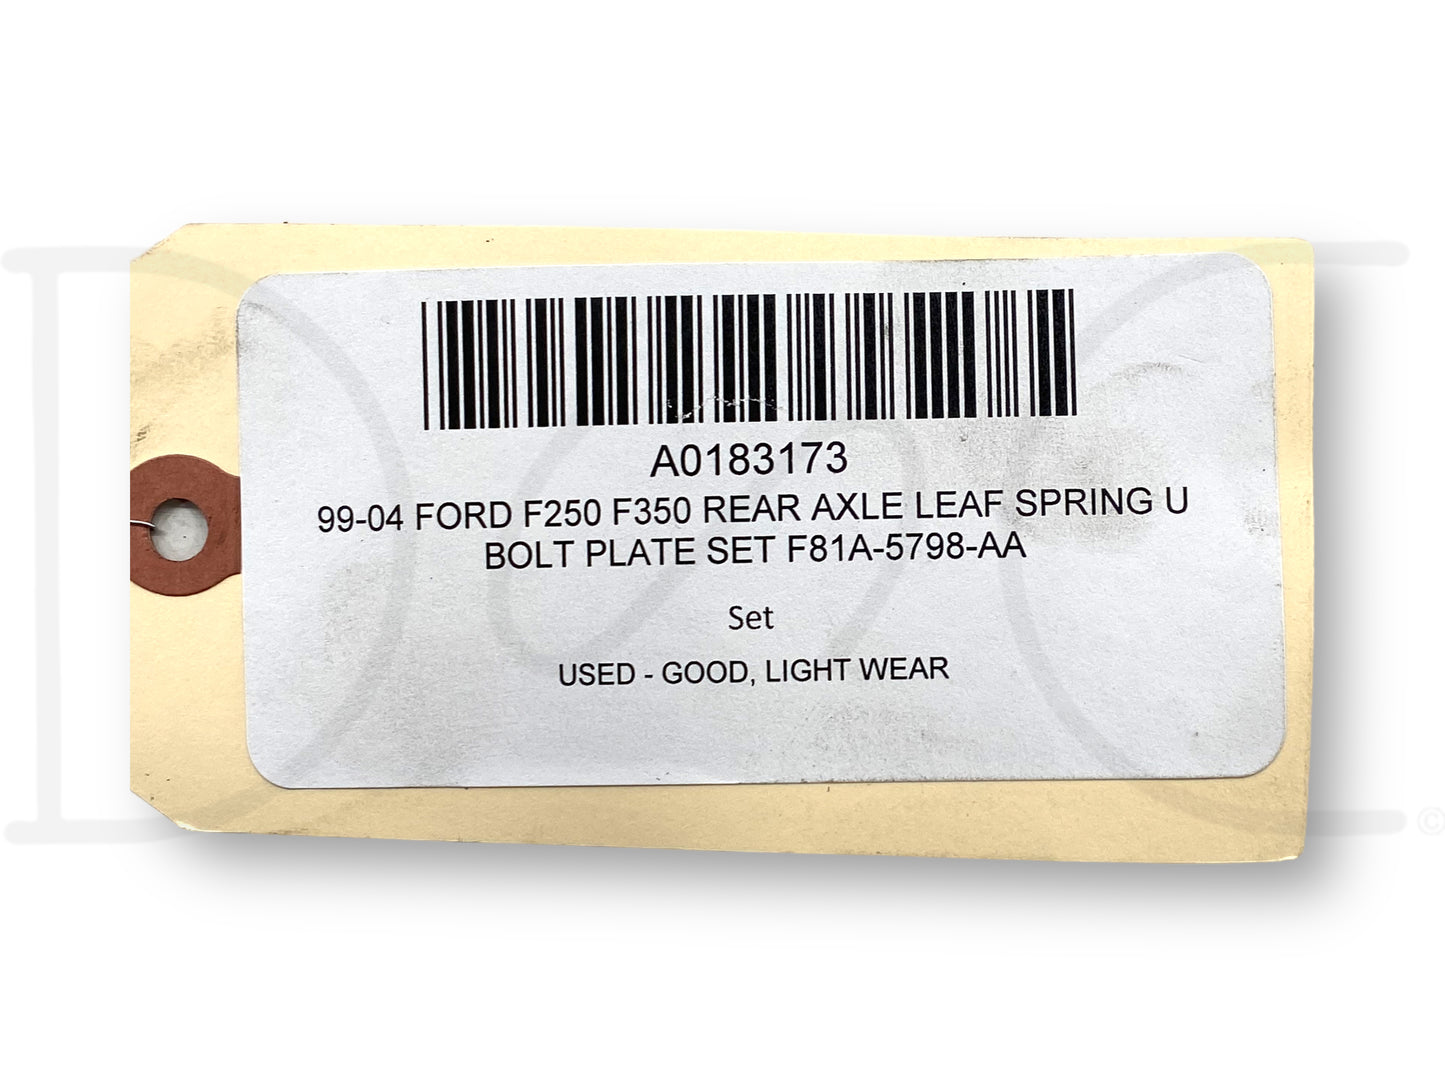 A0183173
99-04 FORD F250 F350 REAR AXLE LEAF SPRING U
BOLT PLATE SET F81A-5798-AA
Set
USED - GOOD, LIGHT WEAR